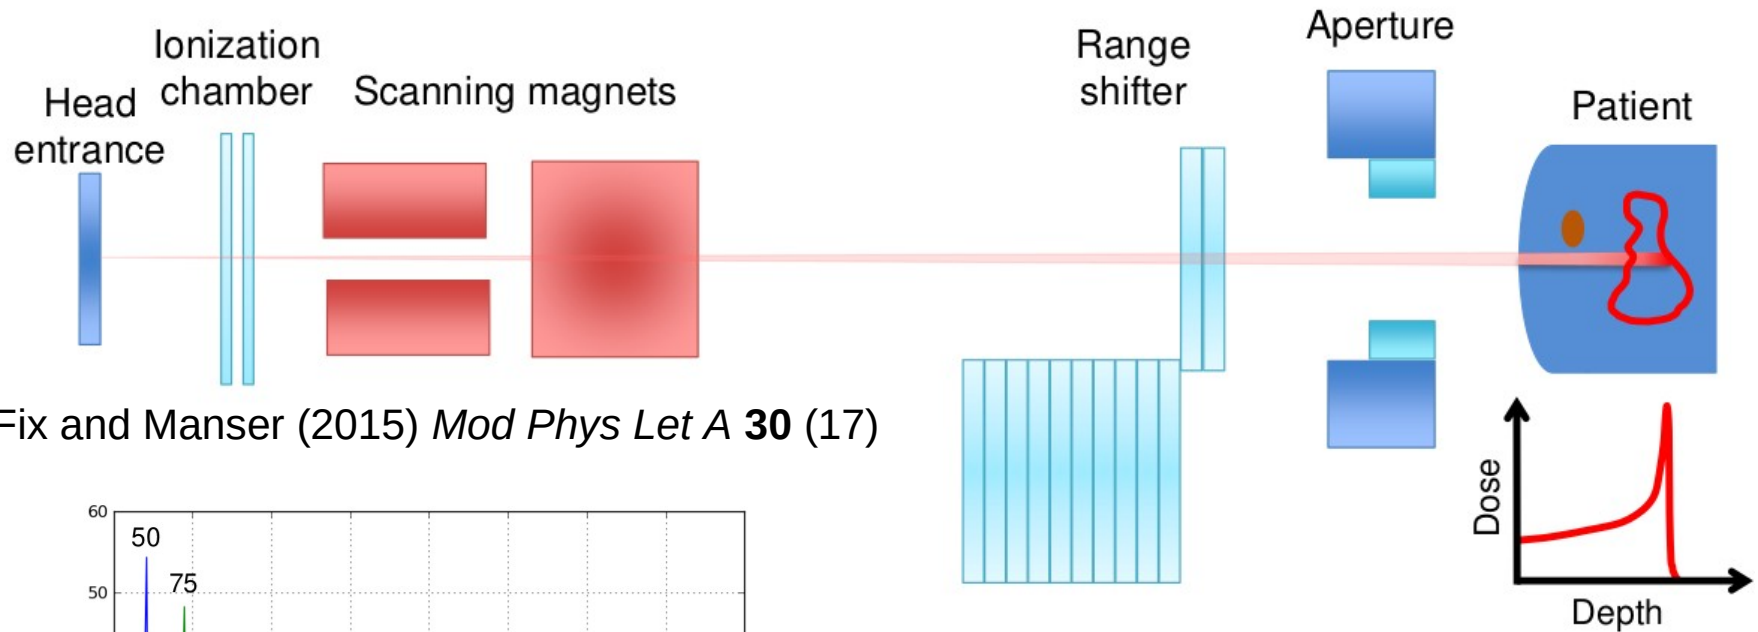 Head
entrance
Ionization
chamber
Scanning magnets
Range
shifter
Aperture
Patient
Fix and Manser (2015) Mod Phys Let A 30 (17)
60
50
75
50
Dose
Depth